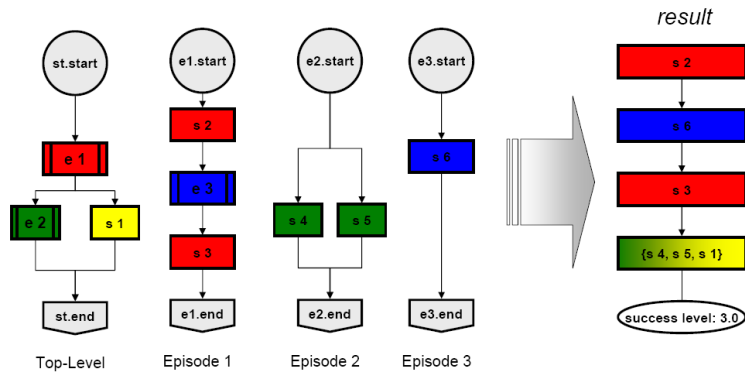 result
st.start
e1.start
e2.start
e3.start
s 2
s 2
e 1
s 6
s 6
e 3
s 3
e 2
s 1
s 4
s 5
s 3
{s 4, s 5, s 1}
st.end
e1.end
e2.end
e3.end
success level: 3.0
Top-Level
Episode 1
Episode 2
Episode 3